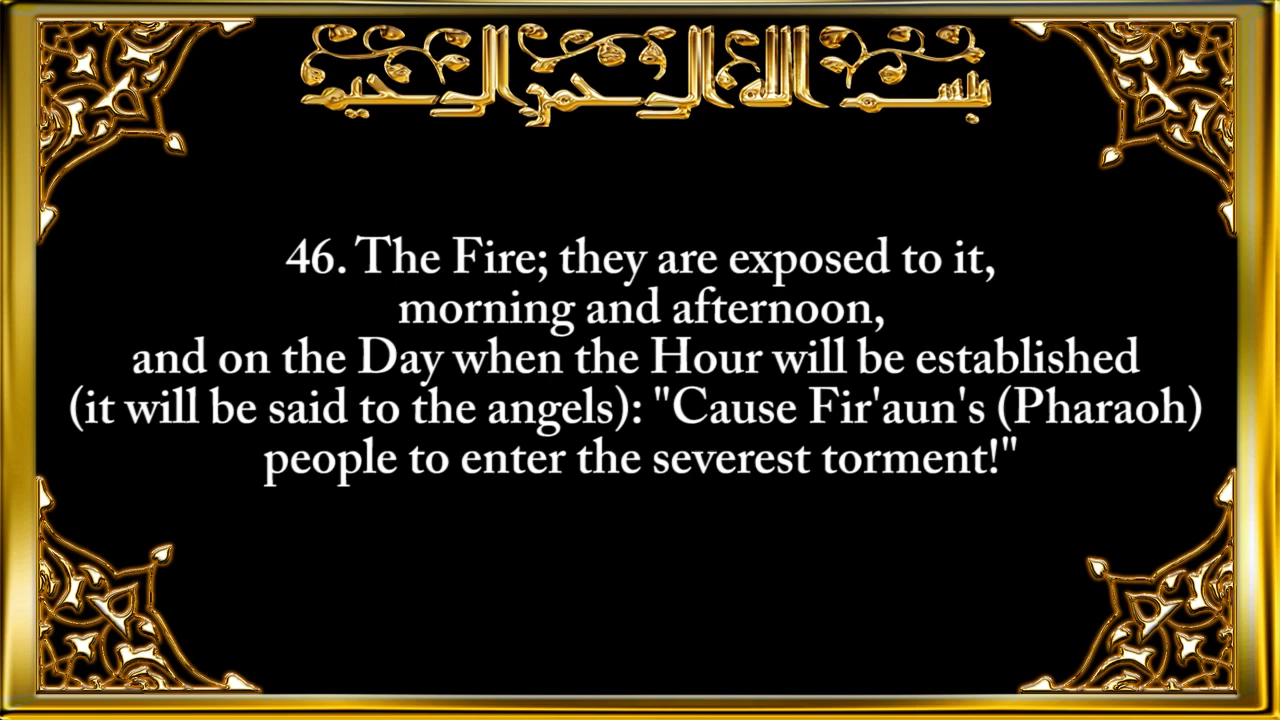 بسم الله الرحمن الرحيم
46. The Fire; they are exposed to it,
morning and afternoon,
and on the Day when the Hour will be established
(it will be said to the angels): "Cause Fir'aun's (Pharaoh)
people to enter the severest torment!"